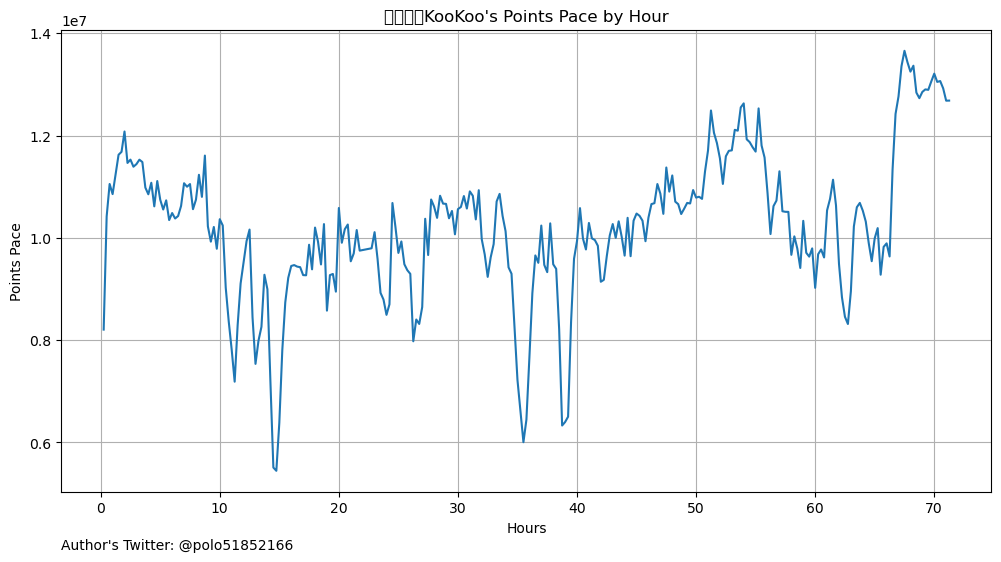 KooKoo's Points Pace by Hour
1e7
1.4
1.2
1.0
0.8
0.6
Points Pace
0 10 20 30 40 50 60 70
Hours
Author's Twitter: @polo51852166